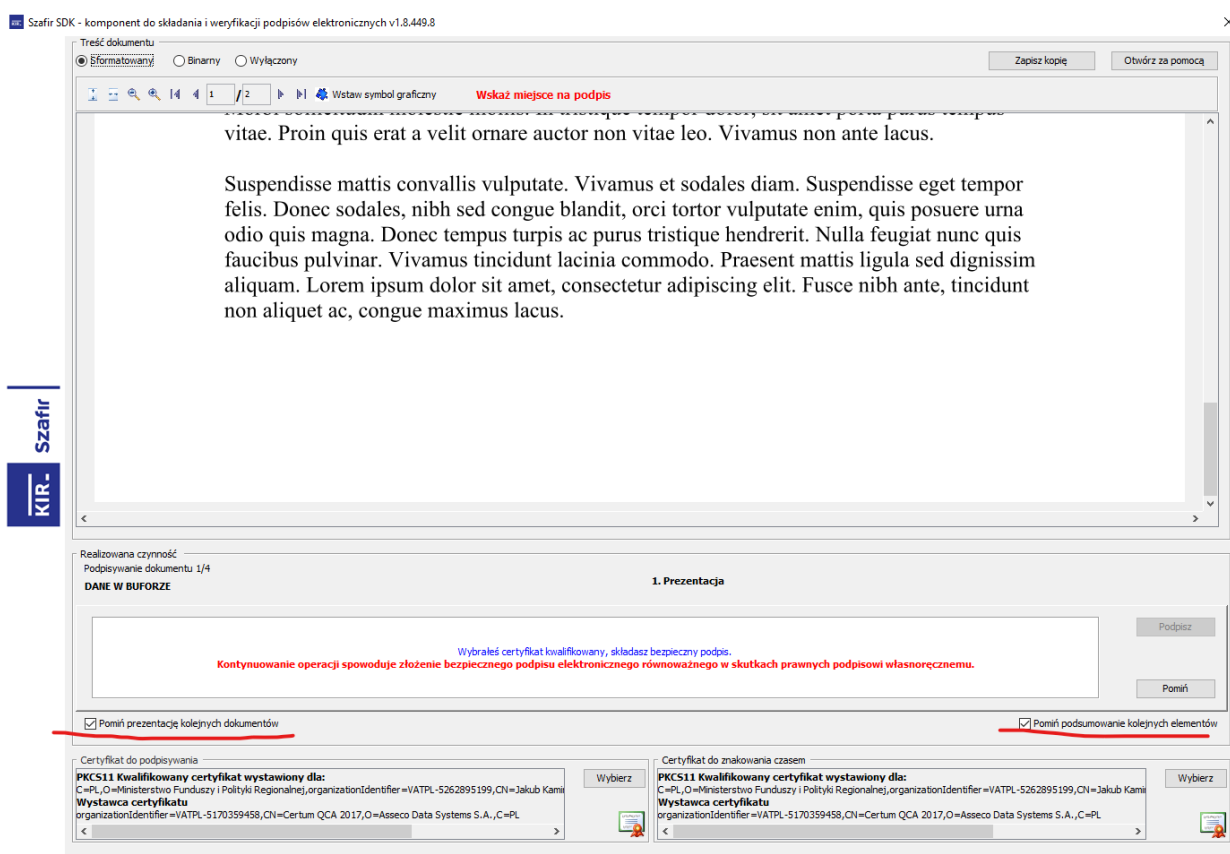 Szafir SDK - komponent do składania i weryfikacji podpisów elektronicznych v1.8.449.8
Treść dokumentu
Sformatowany Binarny Wyłączony Zapisz kopię Otwórz za pomocą
1 / 2 Wstaw symbol graficzny Wskaż miejsce na podpis
vitae. Proin quis erat a velit ornare auctor non vitae leo. Vivamus non ante lacus.
Suspendisse mattis convallis vulputate. Vivamus et sodales diam. Suspendisse eget tempor
felis. Donec sodales, nibh sed congue blandit, orci tortor vulputate enim, quis posuere urna
odio quis magna. Donec tempus turpis ac purus tristique hendrerit. Nulla feugiat nunc quis
faucibus pulvinar. Vivamus tincidunt lacinia commodo. Praesent mattis ligula sed dignissim
aliquam. Lorem ipsum dolor sit amet, consectetur adipiscing elit. Fusce nibh ante, tincidunt
non aliquet ac, congue maximus lacus.
KIR. Szafir
Realizowana czynność
Podpisywanie dokumentu 1/4
DANE W BUFORZE
1. Prezentacja
Podpisz
Wybrałeś certyfikat kwalifikowany, składasz bezpieczny podpis.
Kontynuowanie operacji spowoduje złożenie bezpiecznego podpisu elektronicznego równoważnego w skutkach prawnych podpisowi własnoręcznemu.
Pomiń
Pomiń prezentację kolejnych dokumentów
Pomiń podsumowanie kolejnych elementów
Certyfikat do podpisywania
PKCS11 Kwalifikowany certyfikat wystawiony dla:
C=PL,O=Ministerstwo Funduszy i Polityki Regionalnej,organizationIdentifier=VATPL-5262895199,CN=Jakub Kami
Wystawca certyfikatu
organizationIdentifier=VATPL-5170359458,CN=Certum QCA 2017,O=Asseco Data Systems S.A.,C=PL
Wybierz
Certyfikat do znakowania czasem
PKCS11 Kwalifikowany certyfikat wystawiony dla:
C=PL,O=Ministerstwo Funduszy i Polityki Regionalnej,organizationIdentifier=VATPL-5262895199,CN=Jakub Kami
Wystawca certyfikatu
organizationIdentifier=VATPL-5170359458,CN=Certum QCA 2017,O=Asseco Data Systems S.A.,C=PL
Wybierz